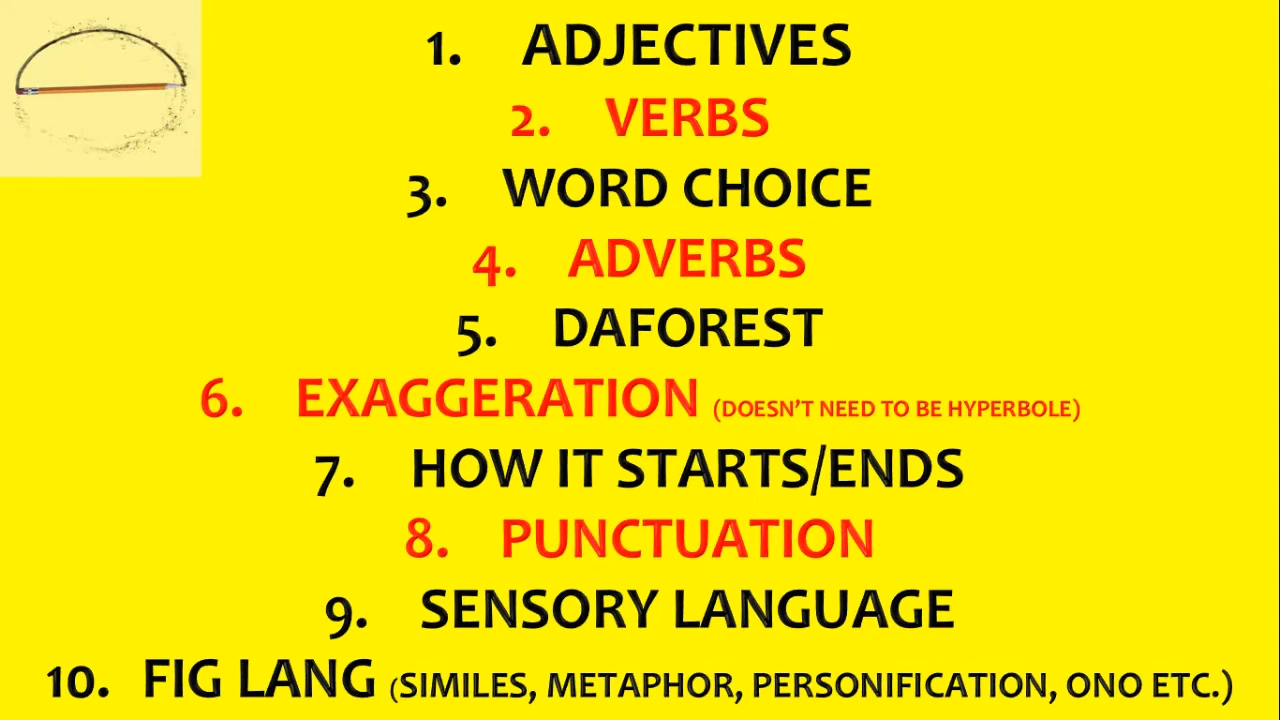 1. ADJECTIVES
2. VERBS
3. WORD CHOICE
4. ADVERBS
5. DAFOREST
6. EXAGGERATION (DOESN'T NEED TO BE HYPERBOLE)
7. HOW IT STARTS/ENDS
8. PUNCTUATION
9. SENSORY LANGUAGE
10. FIG LANG (SIMILES, METAPHOR, PERSONIFICATION, ONO ETC.)